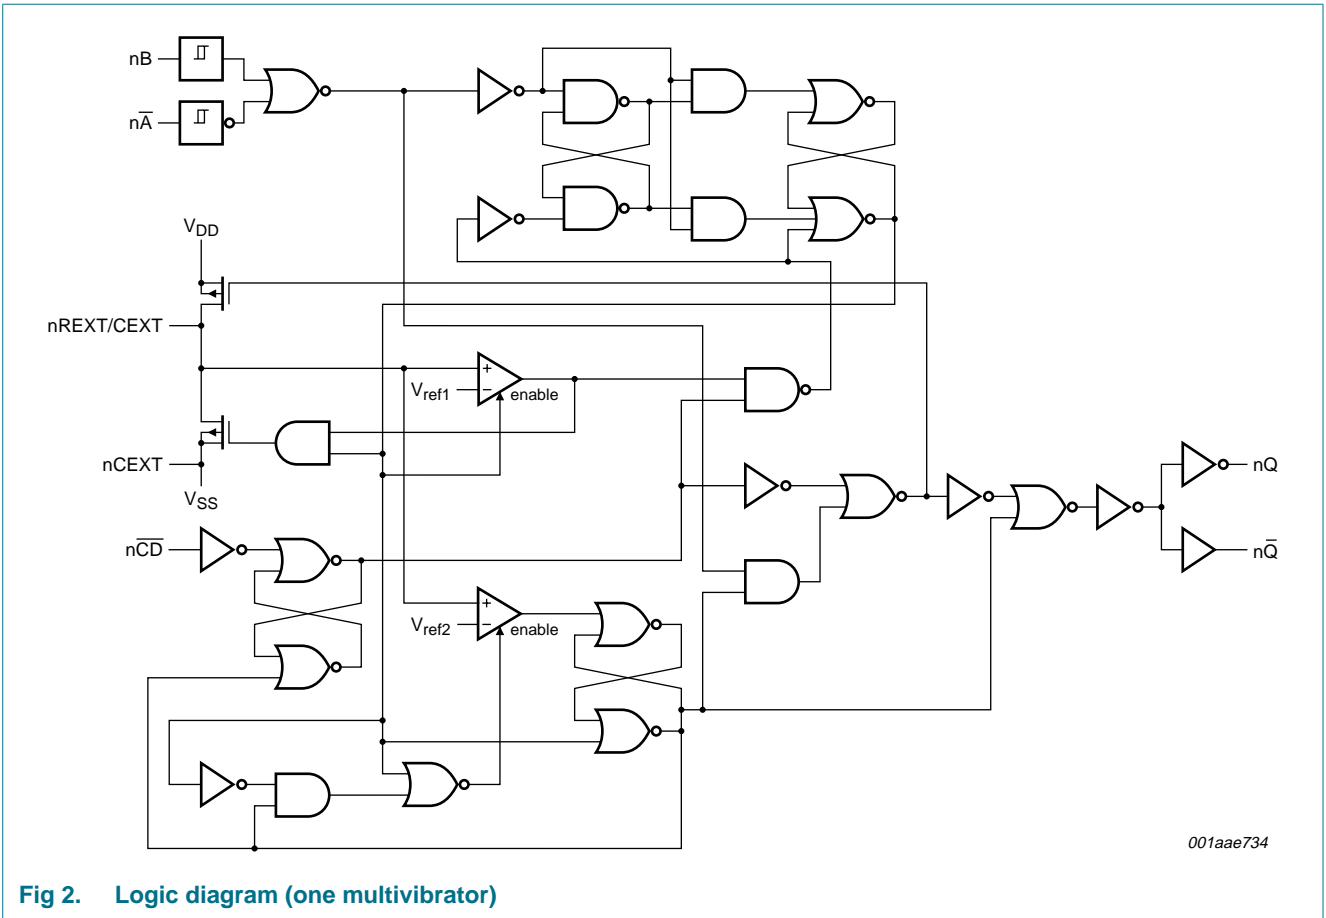 nB
nA̅
VDD
nREXT/CEXT
Vref1
+
−
enable
nCEXT
VSS
nC̅D̅
Vref2
+
−
enable
nQ
nQ̅
001aae734
Fig 2. Logic diagram (one multivibrator)